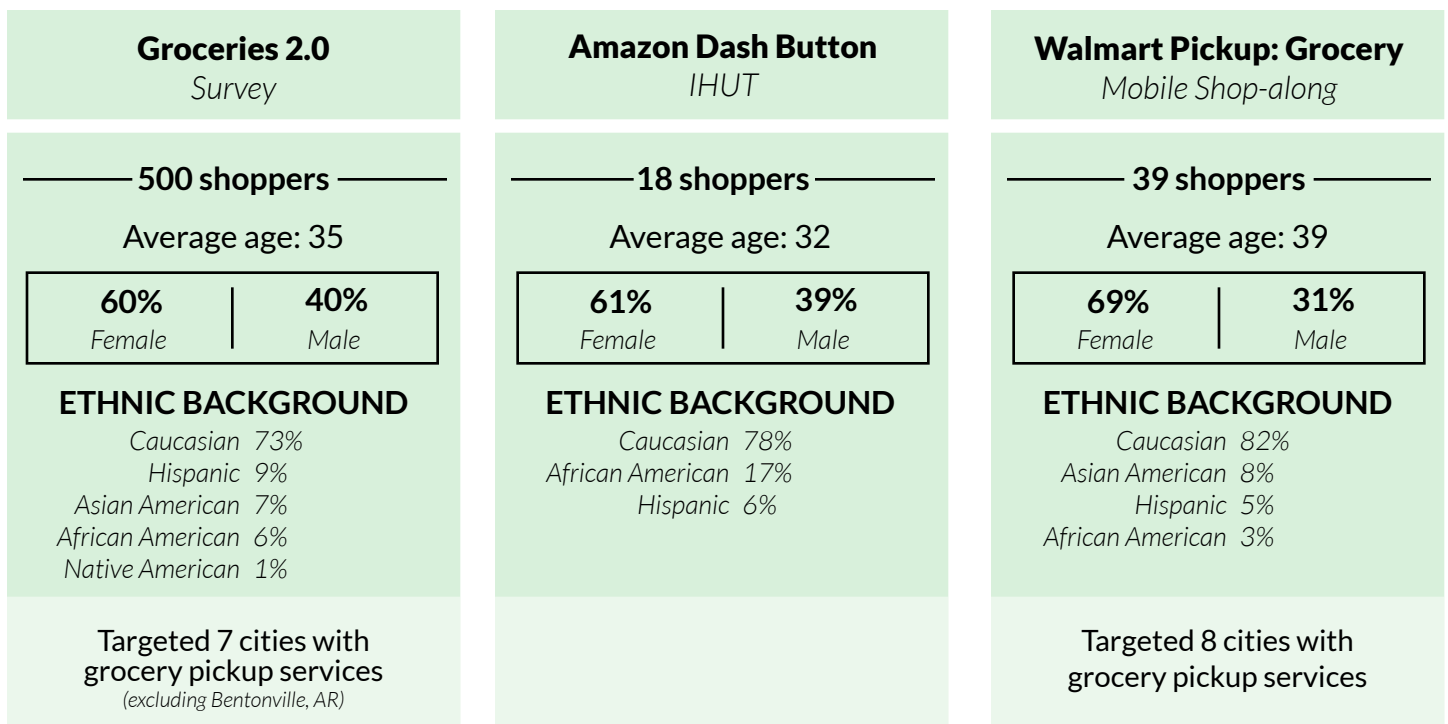 Groceries 2.0
Survey
500 shoppers
Average age: 35
60% 40%
Female Male
ETHNIC BACKGROUND
Caucasian 73%
Hispanic 9%
Asian American 7%
African American 6%
Native American 1%
Targeted 7 cities with
grocery pickup services
(excluding Bentonville, AR)
Amazon Dash Button
IHUT
18 shoppers
Average age: 32
61% 39%
Female Male
ETHNIC BACKGROUND
Caucasian 78%
African American 17%
Hispanic 6%
Walmart Pickup: Grocery
Mobile Shop-along
39 shoppers
Average age: 39
69% 31%
Female Male
ETHNIC BACKGROUND
Caucasian 82%
Asian American 8%
Hispanic 5%
African American 3%
Targeted 8 cities with
grocery pickup services